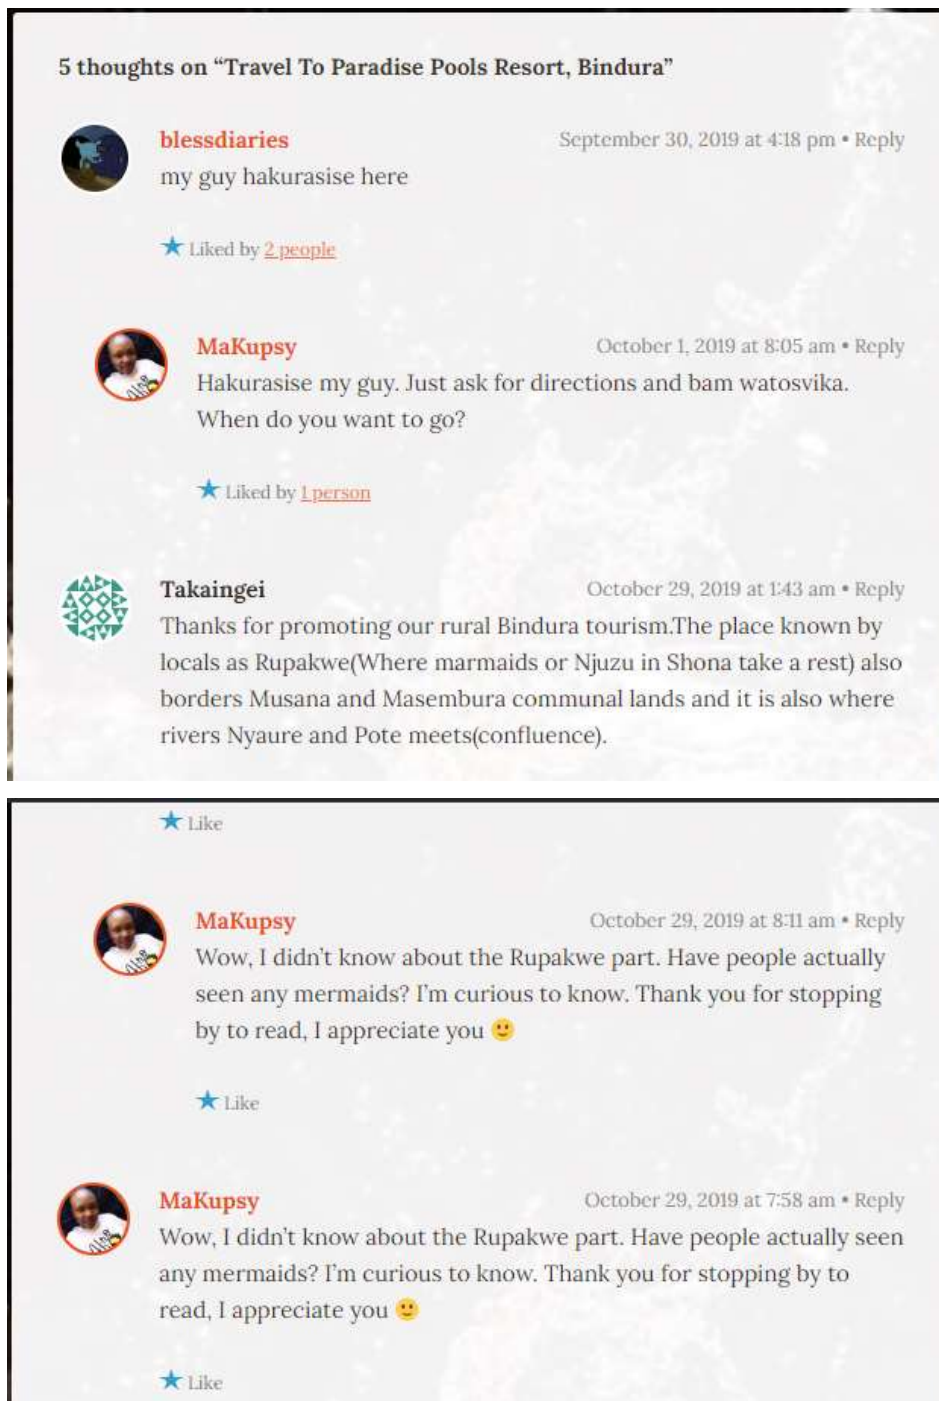 5 thoughts on “Travel To Paradise Pools Resort, Bindura”
blessdiaries
September 30, 2019 at 4:18 pm • Reply
my guy hakurasise here
★ Liked by 2 people
MaKupsy
October 1, 2019 at 8:05 am • Reply
Hakurasise my guy. Just ask for directions and bam watosvika.
When do you want to go?
★ Liked by 1 person
Takaingei
October 29, 2019 at 1:43 am • Reply
Thanks for promoting our rural Bindura tourism.The place known by
locals as Rupakwe(Where marmaids or Njuzu in Shona take a rest) also
borders Musana and Masembura communal lands and it is also where
rivers Nyaure and Pote meets(confluence).
★ Like
MaKupsy
October 29, 2019 at 8:11 am • Reply
Wow, I didn’t know about the Rupakwe part. Have people actually
seen any mermaids? I’m curious to know. Thank you for stopping
by to read, I appreciate you 🙂
★ Like
MaKupsy
October 29, 2019 at 7:58 am • Reply
Wow, I didn’t know about the Rupakwe part. Have people actually seen
any mermaids? I’m curious to know. Thank you for stopping by to
read, I appreciate you 🙂
★ Like